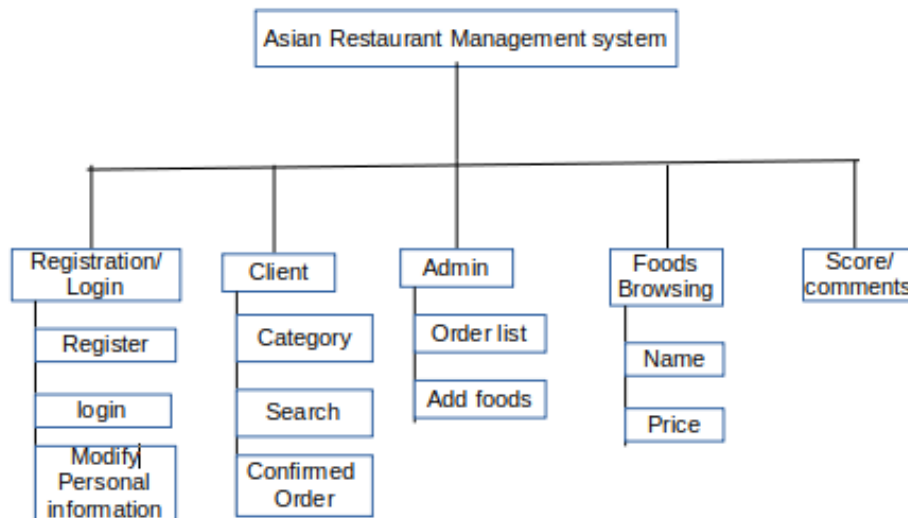 Asian Restaurant Management system
Registration/
Login
Client
Admin
Foods
Browsing
Score/
comments
Register
Category
Order list
Name
login
Search
Add foods
Price
Modify
Personal
information
Confirmed
Order